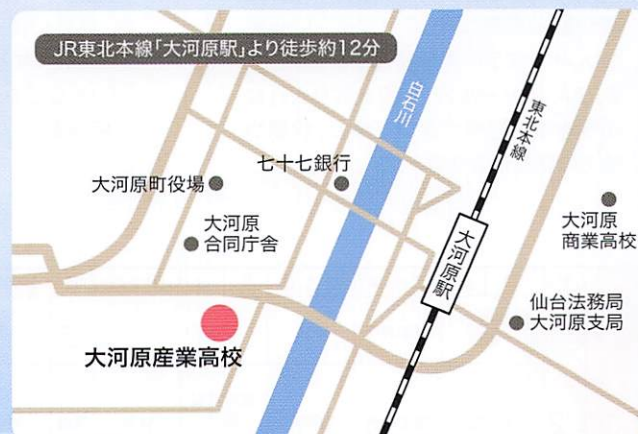 JR東北本線「大河原駅」より徒歩約12分
白石川
東北本線
七十七銀行
大河原町役場
大河原
合同庁舎
大河原駅
大河原
商業高校
仙台法務局
大河原支局
大河原産業高校